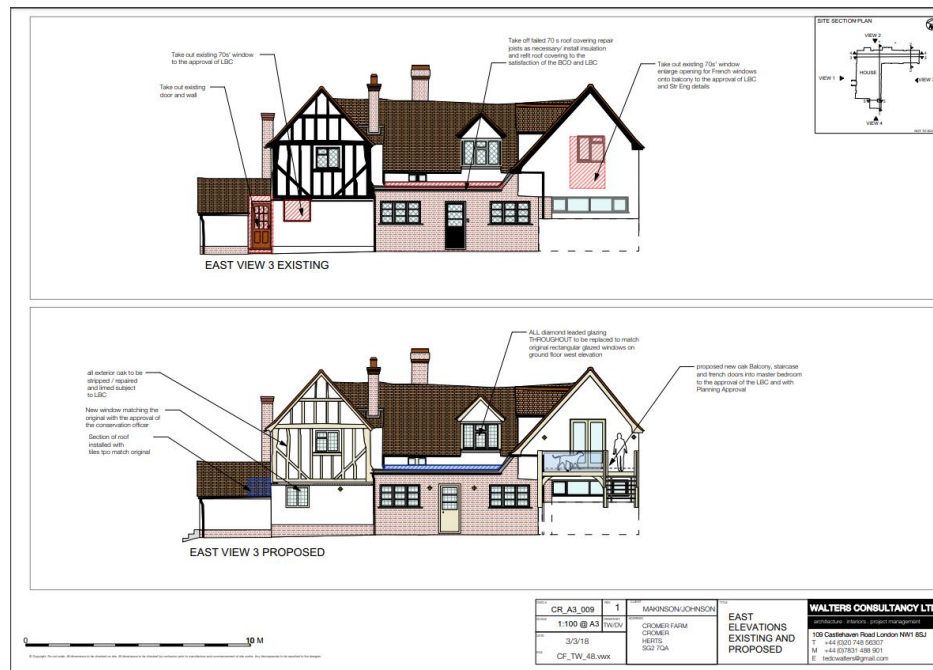 Take out existing 70s' window
to the approval of LBC
Take out existing
door and wall
Take off failed 70 s roof covering repair
joists as necessary/ install insulation
and refit roof covering to the
satisfaction of the BCO and LBC
Take out existing 70s' window
enlarge opening for French windows
onto balcony to the approval of LBC
and Str Eng details
SITE SECTION PLAN
VIEW 2
VIEW 1
HOUSE
VIEW 3
VIEW 4
EAST VIEW 3 EXISTING
ALL diamond leaded glazing
THROUGHOUT to be replaced to match
original rectangular glazed windows on
ground floor west elevation
all exterior oak to be
stripped / repaired
and limed subject
to LBC
New window matching the
original with the approval of
the conservation officer
Section of roof
installed with
tiles tpo match original
proposed new oak Balcony, staircase
and french doors into master bedroom
to the approval of the LBC and with
Planning Approval
EAST VIEW 3 PROPOSED
0
10 M
CR_A3_009
1
MAKINSON/JOHNSON
1:100 @ A3
TW/DV
CROMER FARM
CROMER
HERTS
SG2 7QA
3/3/18
CF_TW_48.vwx
EAST
ELEVATIONS
EXISTING AND
PROPOSED
WALTERS CONSULTANCY LT
architecture . interiors . project management
109 Castlehaven Road London NW1 8SJ
T +44 (0)20 748 56307
M +44 (0)7831 488 901
E tedcwalters@gmail.com